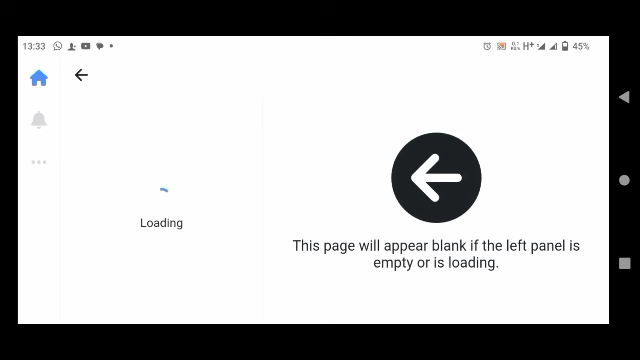 13:33
H+
45%
Loading
This page will appear blank if the left panel is
empty or is loading.